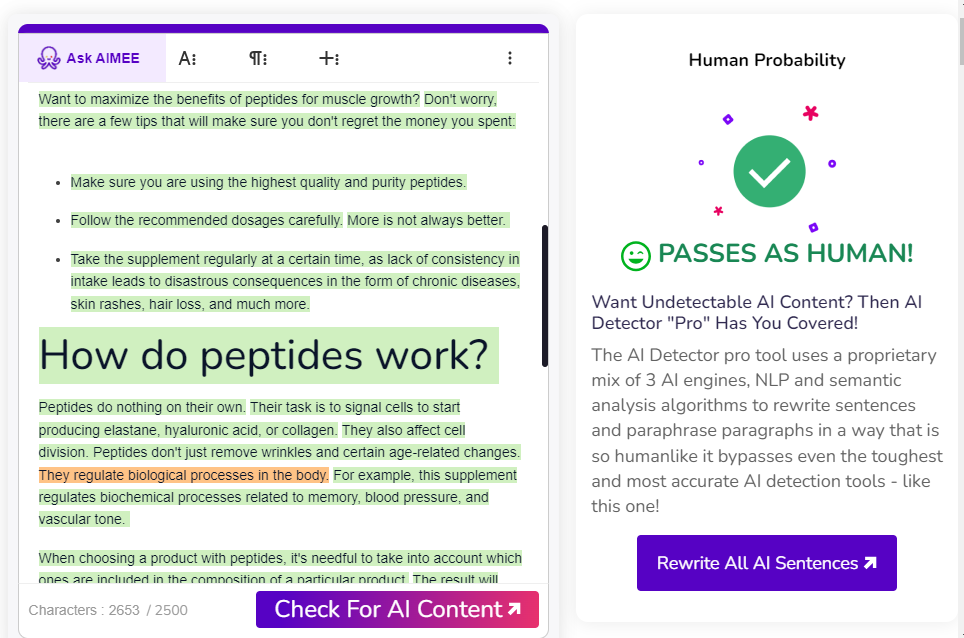 Ask AIMEE
Want to maximize the benefits of peptides for muscle growth? Don't worry,
there are a few tips that will make sure you don't regret the money you spent:
Make sure you are using the highest quality and purity peptides.
Follow the recommended dosages carefully. More is not always better.
Take the supplement regularly at a certain time, as lack of consistency in
intake leads to disastrous consequences in the form of chronic diseases,
skin rashes, hair loss, and much more.
How do peptides work?
Peptides do nothing on their own. Their task is to signal cells to start
producing elastane, hyaluronic acid, or collagen. They also affect cell
division. Peptides don't just remove wrinkles and certain age-related changes.
They regulate biological processes in the body. For example, this supplement
regulates biochemical processes related to memory, blood pressure, and
vascular tone.
When choosing a product with peptides, it's needful to take into account which
ones are included in the composition of a particular product. The result will
Characters : 2653 / 2500
Check For AI Content
Human Probability
PASSES AS HUMAN!
Want Undetectable AI Content? Then AI
Detector "Pro" Has You Covered!
The AI Detector pro tool uses a proprietary
mix of 3 AI engines, NLP and semantic
analysis algorithms to rewrite sentences
and paraphrase paragraphs in a way that is
so humanlike it bypasses even the toughest
and most accurate AI detection tools - like
this one!
Rewrite All AI Sentences